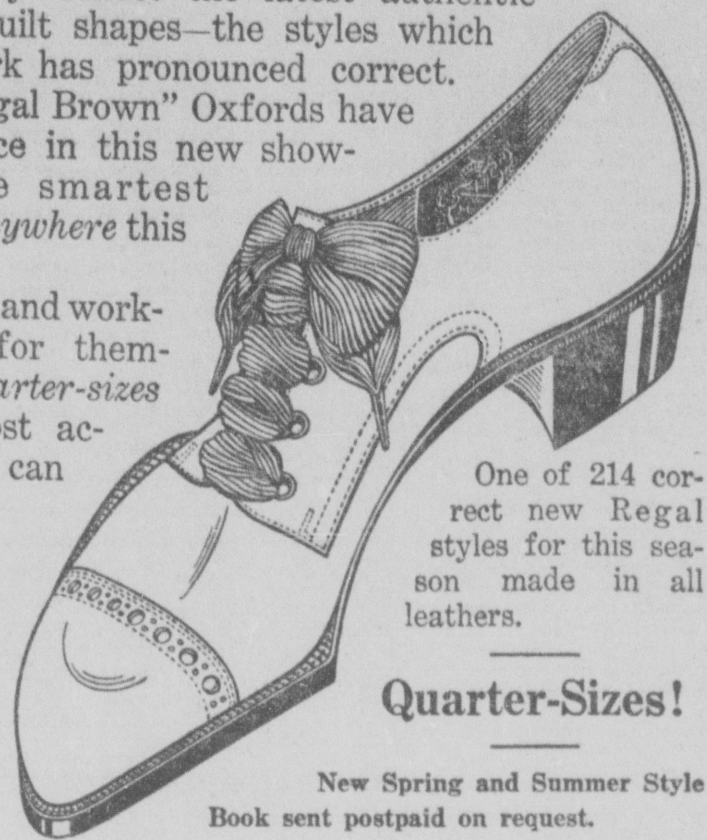 uilt shapes—the styles which
rk has pronounced correct.
gal Brown” Oxfords have
ce in this new show-
e smartest
ywhere this
and work-
for them-
arter-sizes
ost ac-
can
One of 214 cor-
rect new Regal
styles for this sea-
son made in all
leathers.
Quarter-Sizes!
New Spring and Summer Style
Book sent postpaid on request.